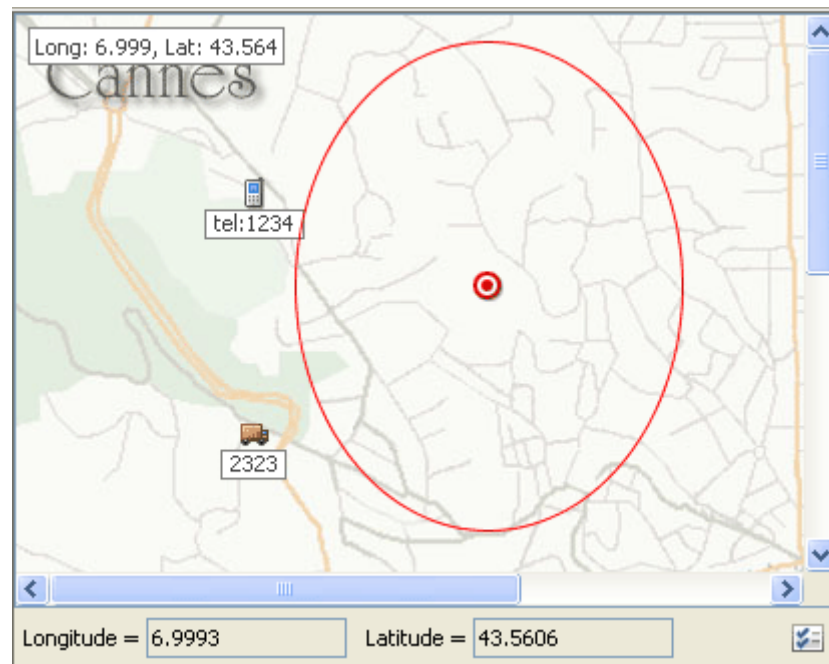 Long: 6.999, Lat: 43.564
Cannes
tel:1234
2323
Longitude = 6.9993 Latitude = 43.5606